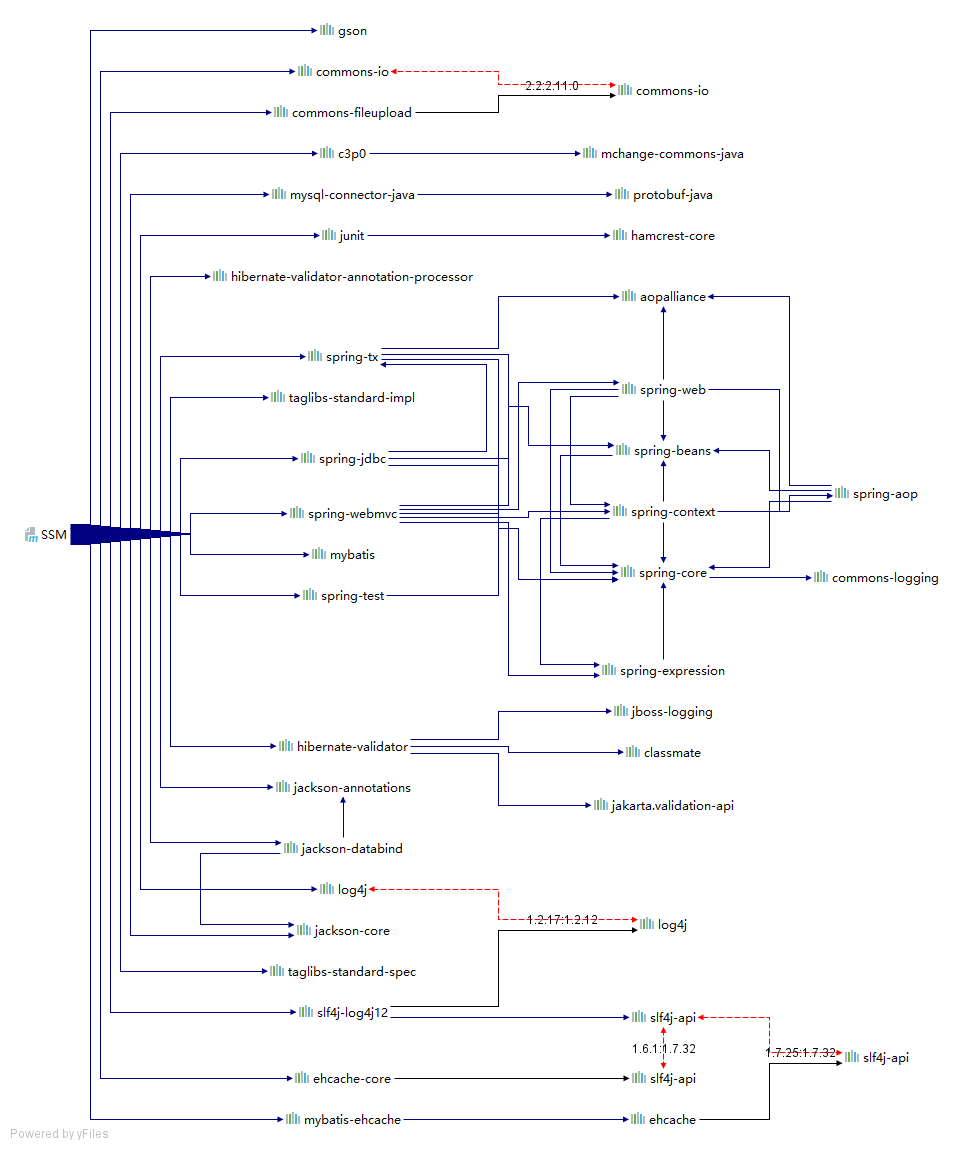 gson
commons-io
2.2:2.11.0
commons-io
commons-fileupload
c3p0
mchange-commons-java
mysql-connector-java
protobuf-java
junit
hamcrest-core
hibernate-validator-annotation-processor
aopalliance
spring-tx
spring-web
taglibs-standard-impl
spring-beans
spring-jdbc
spring-aop
spring-webmvc
spring-context
SSM
mybatis
spring-core
commons-logging
spring-test
spring-expression
jboss-logging
hibernate-validator
classmate
jackson-annotations
jakarta.validation-api
jackson-databind
log4j
1.2.17:1.2.12
log4j
jackson-core
taglibs-standard-spec
slf4j-log4j12
slf4j-api
1.6.1:1.7.32
1.7.25:1.7.32
slf4j-api
ehcache-core
slf4j-api
mybatis-ehcache
ehcache
Powered by yFiles